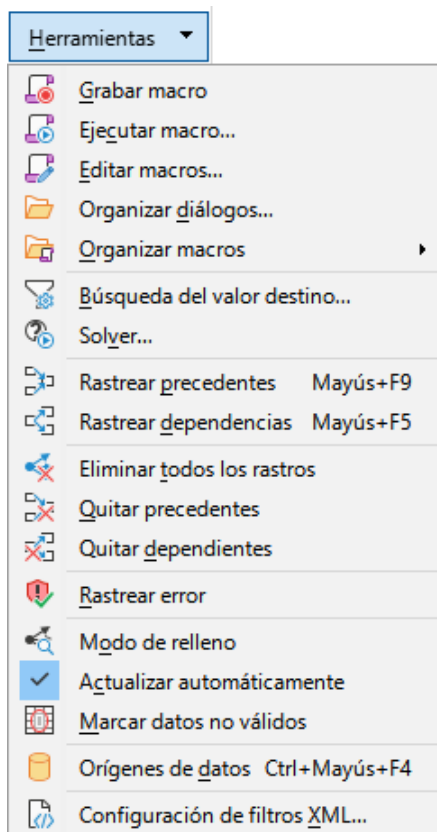 Herramientas
Grabar macro
Ejecutar macro...
Editar macros...
Organizar diálogos...
Organizar macros
Búsqueda del valor destino...
Solver...
Rastrear precedentes Mayús+F9
Rastrear dependencias Mayús+F5
Eliminar todos los rastros
Quitar precedentes
Quitar dependientes
Rastrear error
Modo de relleno
Actualizar automáticamente
Marcar datos no válidos
Orígenes de datos Ctrl+Mayús+F4
Configuración de filtros XML...